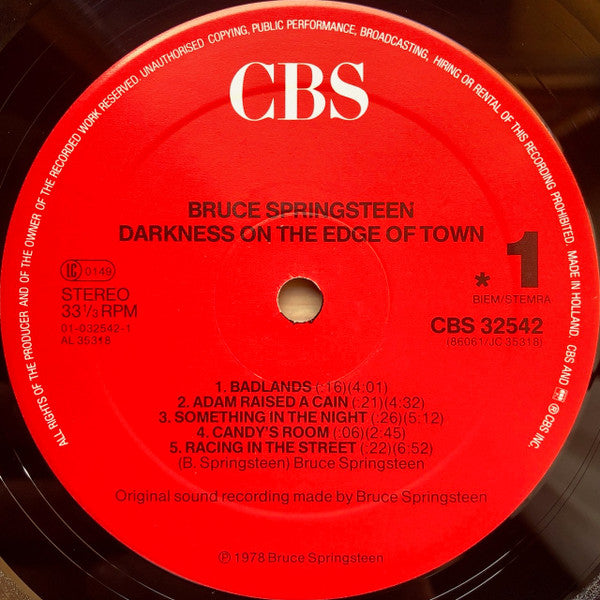 ALL RIGHTS OF THE PRODUCER AND OF THE OWNER OF THE RECORDED WORK RESERVED. UNAUTHORISED COPYING, PUBLIC PERFORMANCE, BROADCASTING, HIRING OR RENTAL OF THIS RECORDING PROHIBITED. MADE IN HOLLAND. CBS AND ℗ CBS INC.
CBS
BRUCE SPRINGSTEEN
DARKNESS ON THE EDGE OF TOWN
LC 0149
STEREO
33 1/3 RPM
01-032542-1
AL 35318
* 1
BIEM/STEMRA
CBS 32542
(86061/JC 35318)
1. BADLANDS (:16)(4:01)
2. ADAM RAISED A CAIN (:21)(4:32)
3. SOMETHING IN THE NIGHT (:26)(5:12)
4. CANDY'S ROOM (:06)(2:45)
5. RACING IN THE STREET (:22)(6:52)
(B. Springsteen) Bruce Springsteen
Original sound recording made by Bruce Springsteen
℗ 1978 Bruce Springsteen